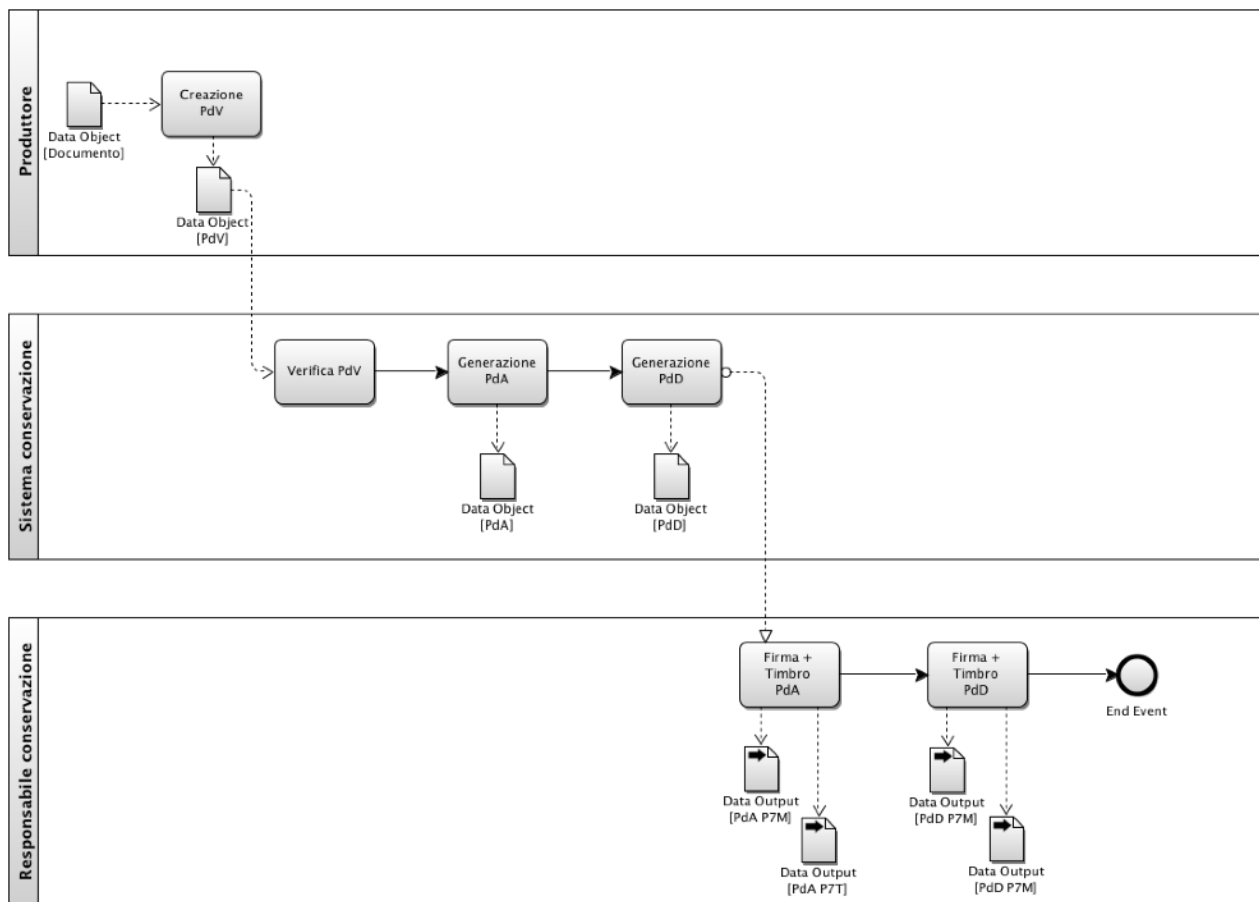 Produttore
Creazione
PdV
Data Object
[Documento]
Data Object
[PdV]
Sistema conservazione
Verifica PdV
Generazione
PdA
Generazione
PdD
Data Object
[PdA]
Data Object
[PdD]
Responsabile conservazione
Firma +
Timbro
PdA
Firma +
Timbro
PdD
End Event
Data Output
[PdA P7M]
Data Output
[PdD P7M]
Data Output
[PdA P7T]
Data Output
[PdD P7M]